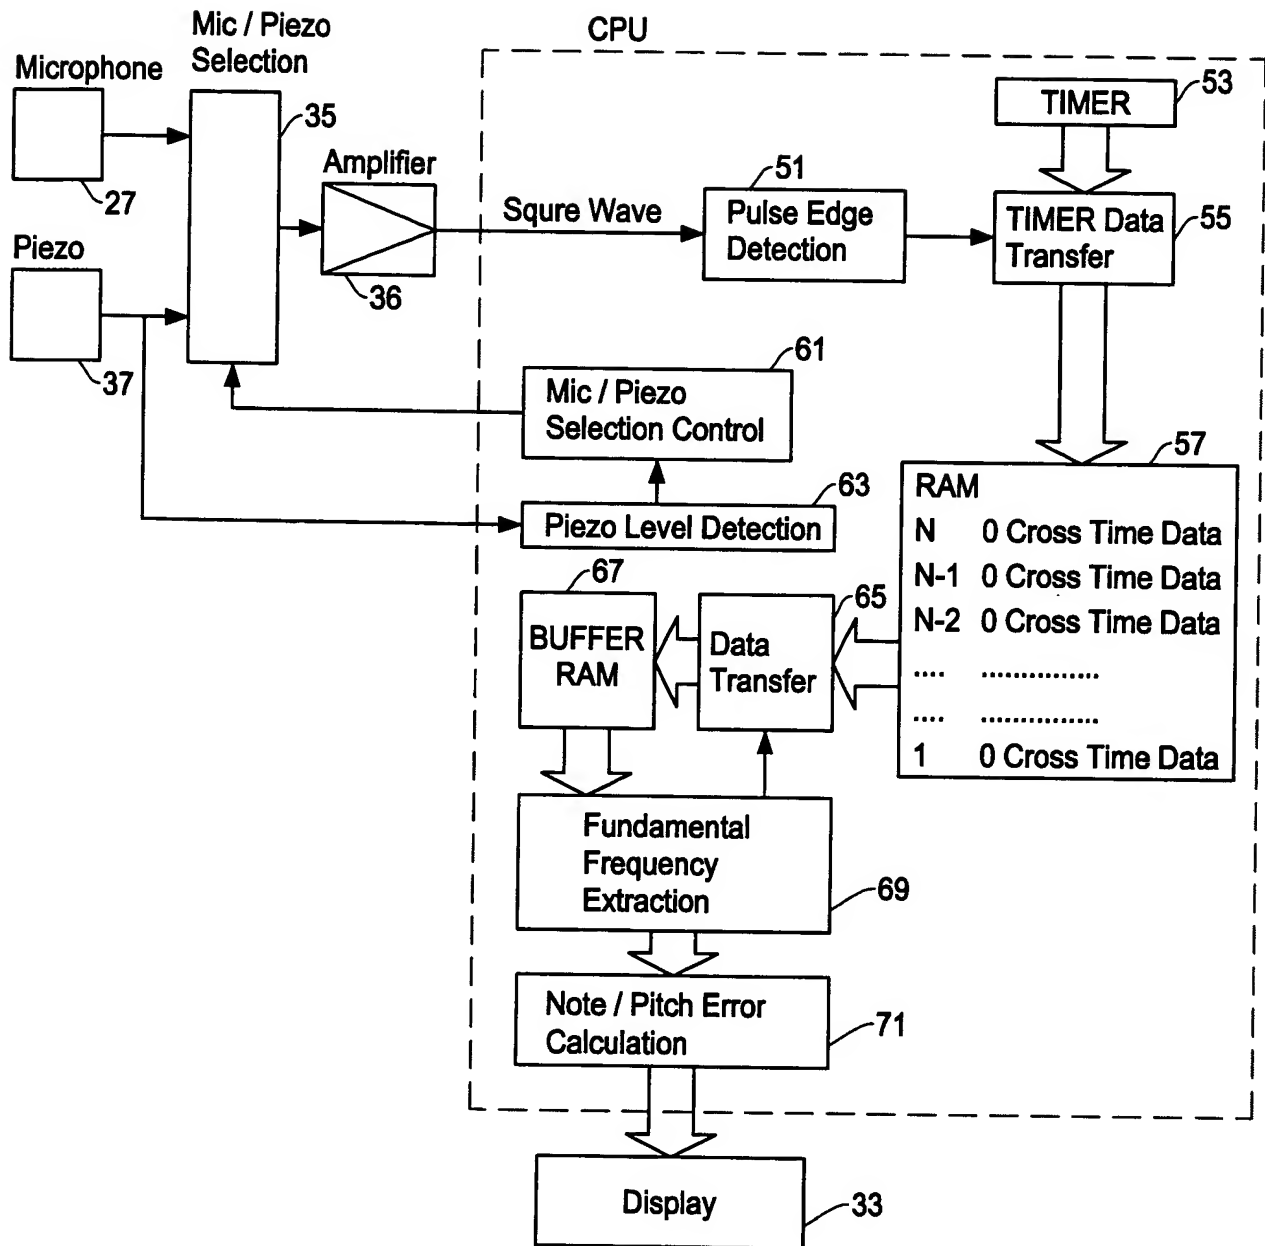 CPU
Mic / Piezo
Selection
Microphone
27
35
Amplifier
36
Piezo
37
Squre Wave
51
Pulse Edge
Detection
TIMER
53
TIMER Data
Transfer
55
61
Mic / Piezo
Selection Control
63
Piezo Level Detection
57
RAM
N 0 Cross Time Data
N-1 0 Cross Time Data
N-2 0 Cross Time Data
.... ...............
.... ...............
1 0 Cross Time Data
65
Data
Transfer
67
BUFFER
RAM
Fundamental
Frequency
Extraction
69
Note / Pitch Error
Calculation
71
Display
33